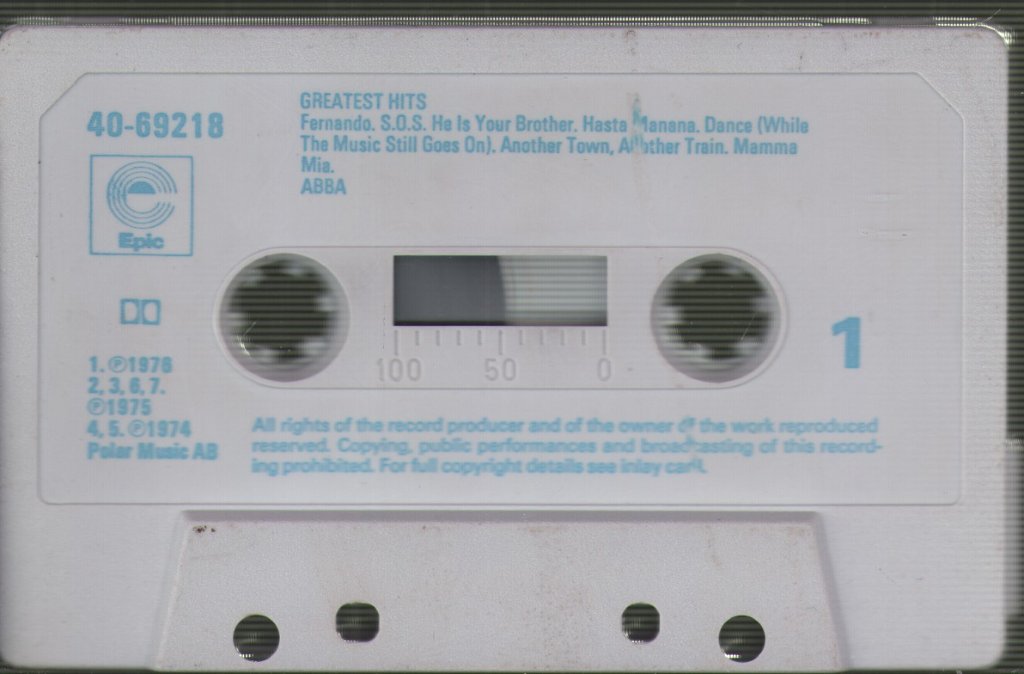 GREATEST HITS
Fernando. S.O.S. He Is Your Brother. Hasta Manana. Dance (While
The Music Still Goes On). Another Town, Another Train. Mamma
Mia.
ABBA
40-69218
Epic
1
100 50 0
1. ℗1976
2, 3, 6, 7.
℗1975
4, 5. ℗1974
Polar Music AB
All rights of the record producer and of the owner of the work reproduced
reserved. Copying, public performances and broadcasting of this record-
ing prohibited. For full copyright details see inlay card.